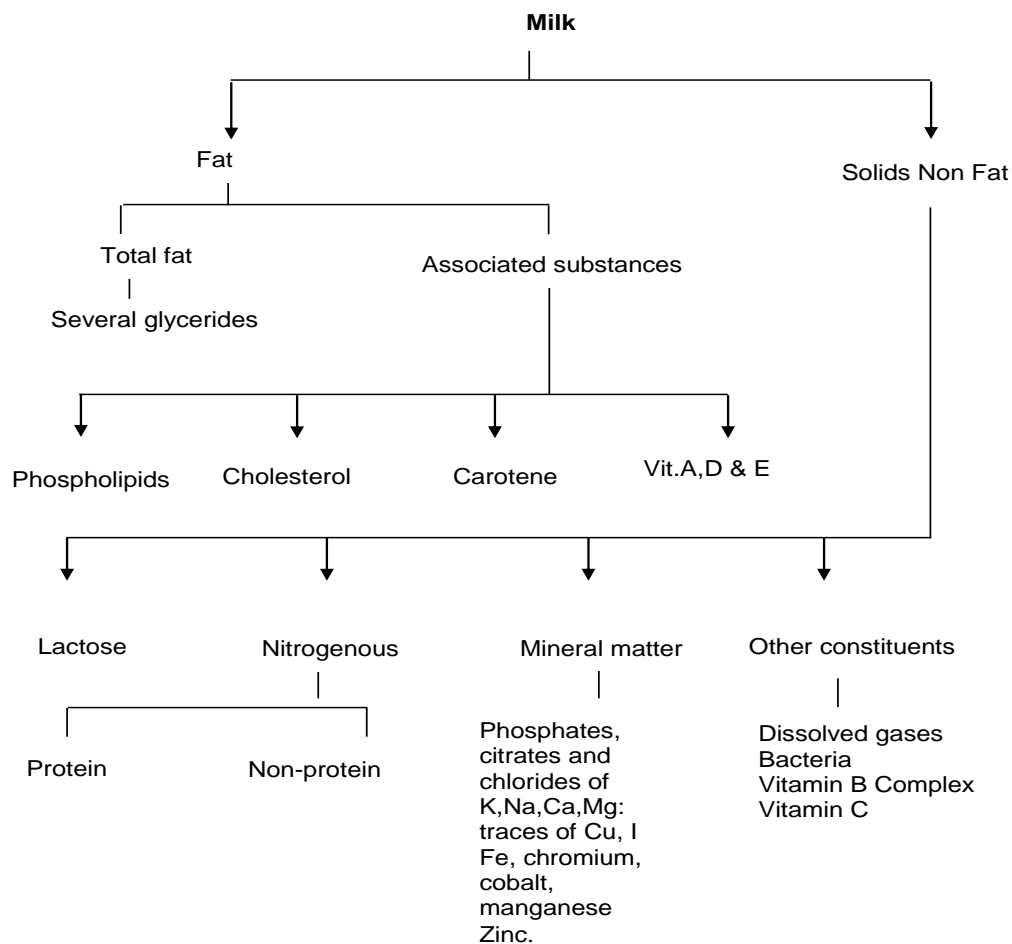 Milk
Fat
Solids Non Fat
Total fat
Associated substances
Several glycerides
Phospholipids
Cholesterol
Carotene
Vit.A,D & E
Lactose
Nitrogenous
Mineral matter
Other constituents
Protein
Non-protein
Phosphates,
citrates and
chlorides of
K,Na,Ca,Mg:
traces of Cu, I
Fe, chromium,
cobalt,
manganese
Zinc.
Dissolved gases
Bacteria
Vitamin B Complex
Vitamin C